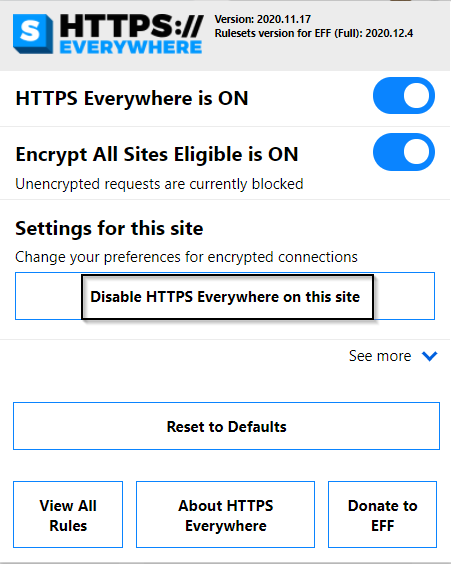 S HTTPS://
EVERYWHERE
Version: 2020.11.17
Rulesets version for EFF (Full): 2020.12.4
HTTPS Everywhere is ON
Encrypt All Sites Eligible is ON
Unencrypted requests are currently blocked
Settings for this site
Change your preferences for encrypted connections
Disable HTTPS Everywhere on this site
See more
Reset to Defaults
View All
Rules
About HTTPS
Everywhere
Donate to
EFF